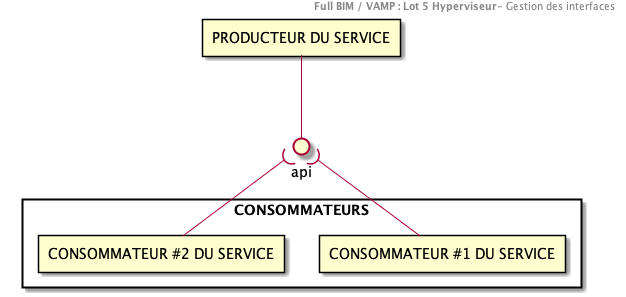 Full BIM / VAMP : Lot 5 Hyperviseur– Gestion des interfaces
PRODUCTEUR DU SERVICE
api
CONSOMMATEURS
CONSOMMATEUR #2 DU SERVICE
CONSOMMATEUR #1 DU SERVICE